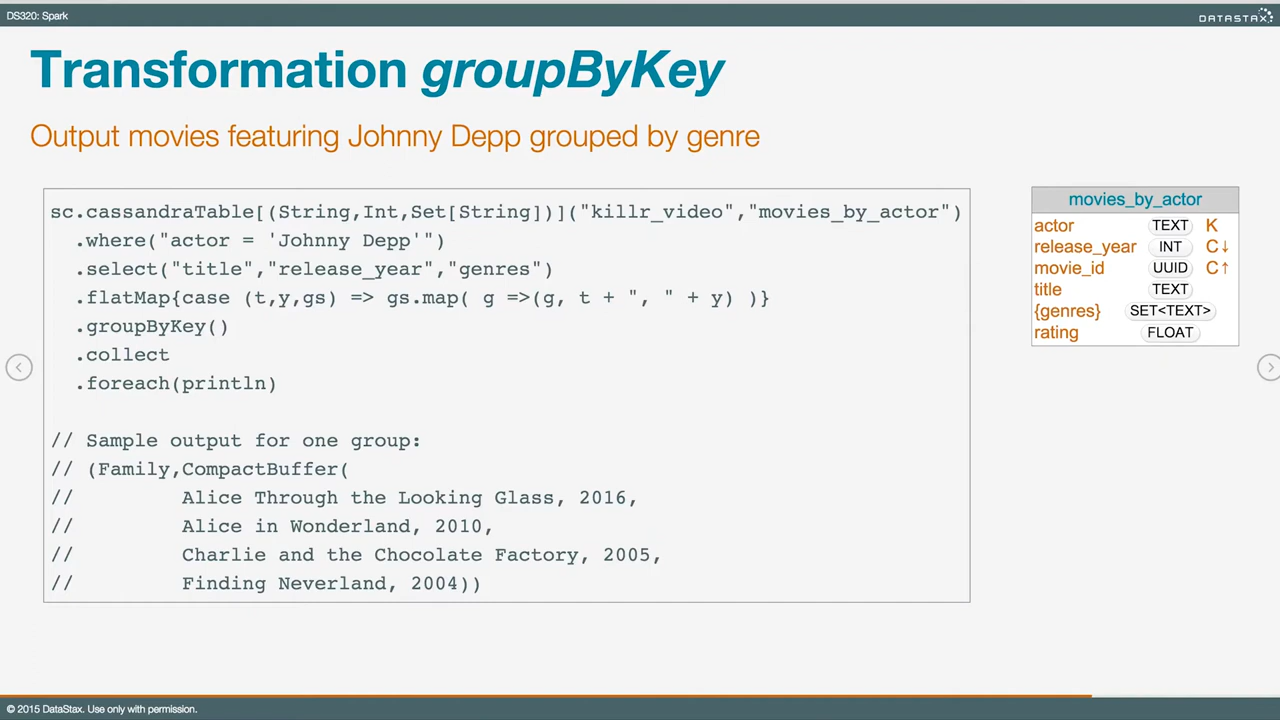 DS320: Spark
DATASTAX
Transformation groupByKey
Output movies featuring Johnny Depp grouped by genre
sc.cassandraTable[(String,Int,Set[String])]("killr_video","movies_by_actor")
.where("actor = 'Johnny Depp'")
.select("title","release_year","genres")
.flatMap{case (t,y,gs) => gs.map( g =>(g, t + ", " + y) )}
.groupByKey()
.collect
.foreach(println)
// Sample output for one group:
// (Family,CompactBuffer(
// Alice Through the Looking Glass, 2016,
// Alice in Wonderland, 2010,
// Charlie and the Chocolate Factory, 2005,
// Finding Neverland, 2004))
movies_by_actor
actor TEXT K
release_year INT C↓
movie_id UUID C↑
title TEXT
{genres} SET<TEXT>
rating FLOAT
© 2015 DataStax. Use only with permission.